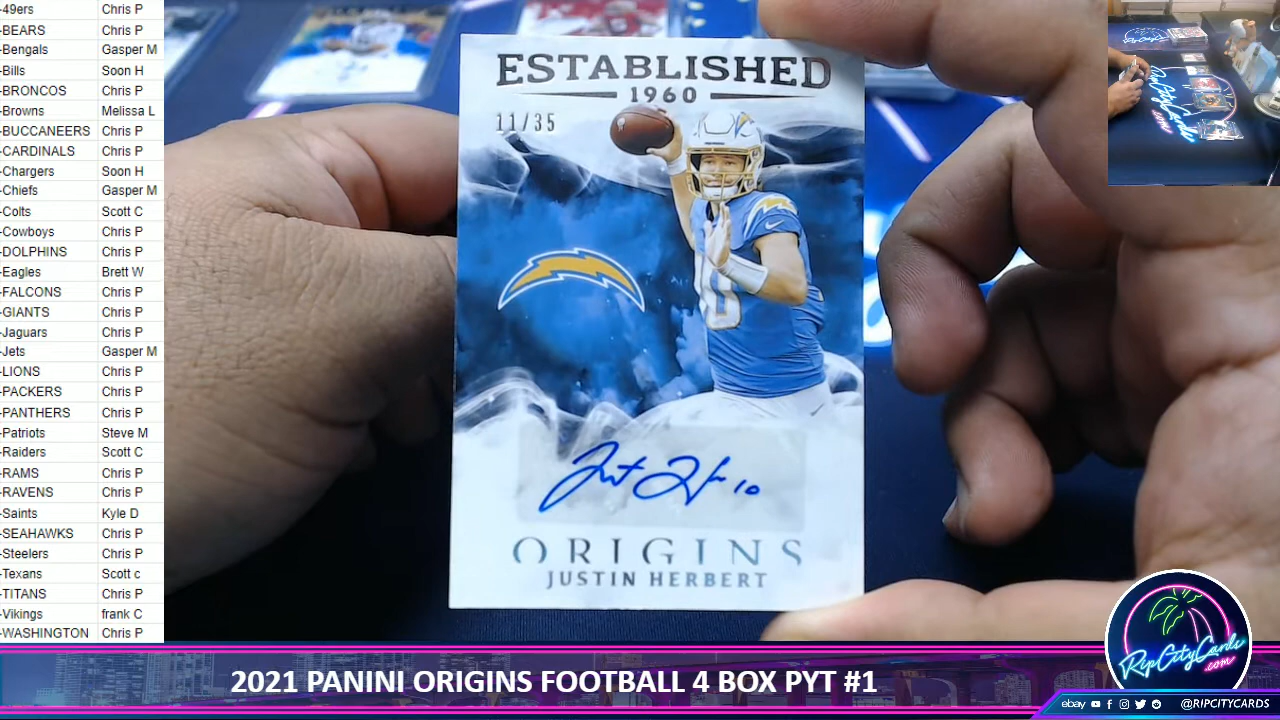 -49ers Chris P
-BEARS Chris P
-Bengals Gasper M
-Bills Soon H
-BRONCOS Chris P
-Browns Melissa L
-BUCCANEERS Chris P
-CARDINALS Chris P
-Chargers Soon H
-Chiefs Gasper M
-Colts Scott C
-Cowboys Chris P
-DOLPHINS Chris P
-Eagles Brett W
-FALCONS Chris P
-GIANTS Chris P
-Jaguars Chris P
-Jets Gasper M
-LIONS Chris P
-PACKERS Chris P
-PANTHERS Chris P
-Patriots Steve M
-Raiders Scott C
-RAMS Chris P
-RAVENS Chris P
-Saints Kyle D
-SEAHAWKS Chris P
-Steelers Chris P
-Texans Scott c
-TITANS Chris P
-Vikings frank C
-WASHINGTON Chris P
ESTABLISHED
1960
11/35
10
ORIGINS
JUSTIN HERBERT
RipCityCards
.com
2021 PANINI ORIGINS FOOTBALL 4 BOX PYT #1
ebay @RIPCITYCARDS